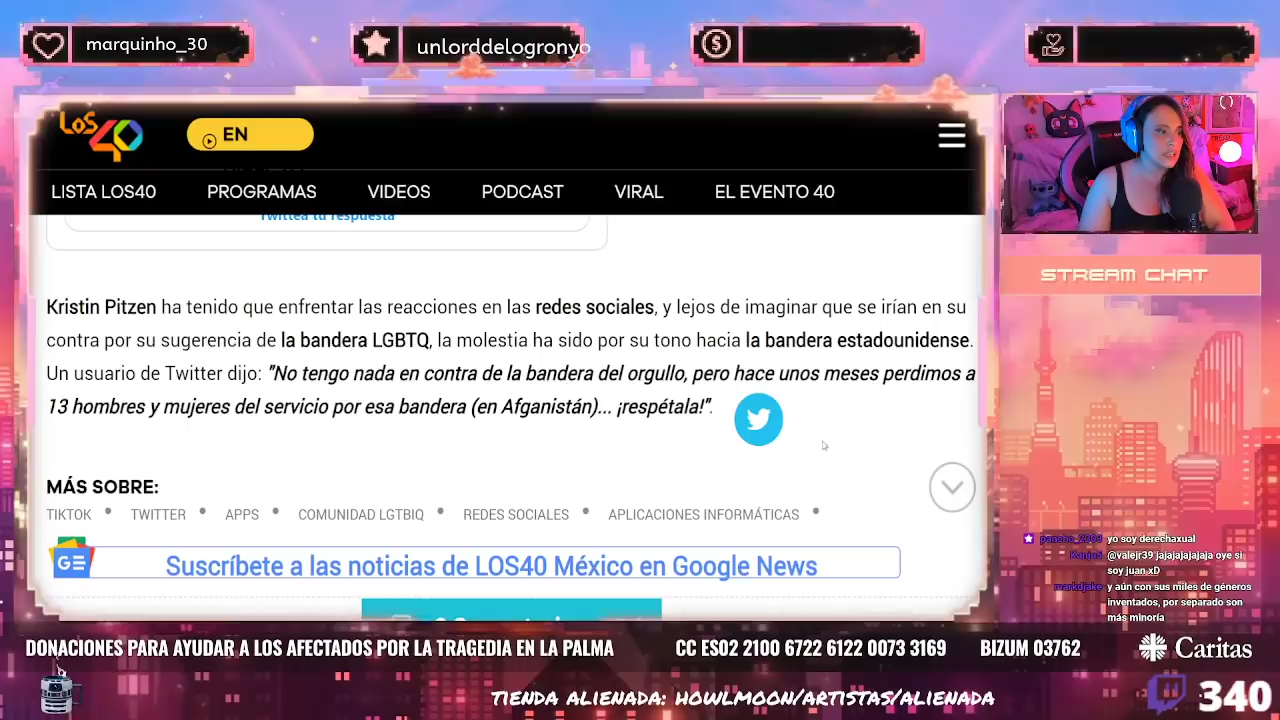 marquinho_30
unlorddelogronyo
LOS 40
EN
LISTA LOS40 PROGRAMAS VIDEOS PODCAST VIRAL EL EVENTO 40
Twittea tu respuesta
Kristin Pitzen ha tenido que enfrentar las reacciones en las redes sociales, y lejos de imaginar que se irían en su
contra por su sugerencia de la bandera LGBTQ, la molestia ha sido por su tono hacia la bandera estadounidense.
Un usuario de Twitter dijo: "No tengo nada en contra de la bandera del orgullo, pero hace unos meses perdimos a
13 hombres y mujeres del servicio por esa bandera (en Afganistán)... ¡respétala!".
MÁS SOBRE:
TIKTOK • TWITTER • APPS • COMUNIDAD LGTBIQ • REDES SOCIALES • APLICACIONES INFORMÁTICAS •
GE Suscríbete a las noticias de LOS40 México en Google News
STREAM CHAT
pancho_2303 yo soy derechaxual
@valejr39 jajajajajaja oye si
soy juan xD
markdjake y aún con sus miles de géneros
inventados, por separado son
más minoría
DONACIONES PARA AYUDAR A LOS AFECTADOS POR LA TRAGEDIA EN LA PALMA CC ES02 2100 6722 6122 0073 3169 BIZUM 03762 Caritas
TIENDA ALIENADA: HOWLMOON/ARTISTAS/ALIENADA
340